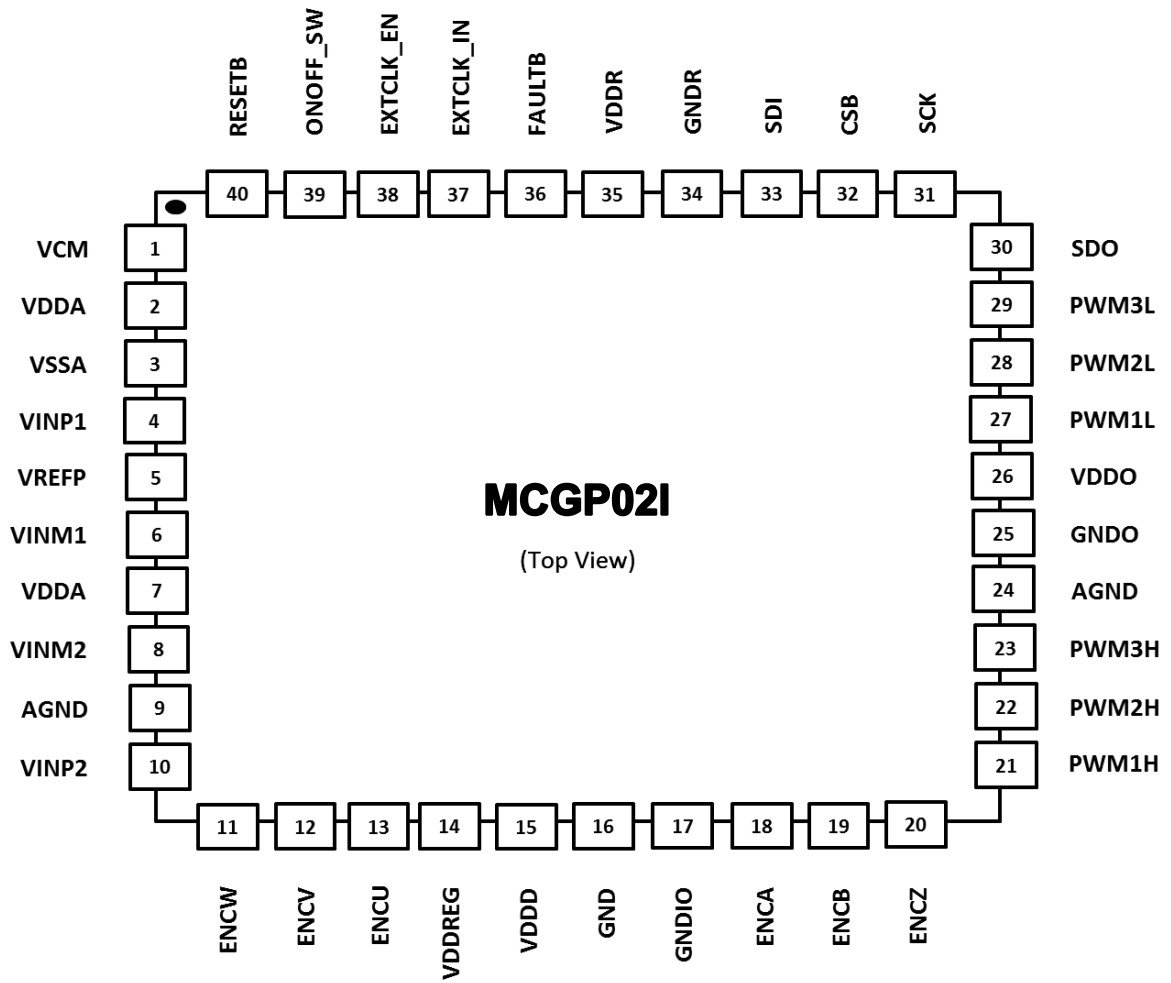 RESETB ONOFF_SW EXTCLK_EN EXTCLK_IN FAULTB VDDR GNDR SDI CSB SCK
40 39 38 37 36 35 34 33 32 31
VCM 1 30 SDO
VDDA 2 29 PWM3L
VSSA 3 28 PWM2L
VINP1 4 27 PWM1L
VREFP 5 26 VDDO
MCGP02I
VINM1 6 25 GNDO
(Top View)
VDDA 7 24 AGND
VINM2 8 23 PWM3H
AGND 9 22 PWM2H
VINP2 10 21 PWM1H
11 12 13 14 15 16 17 18 19 20
ENCW ENCV ENCU VDDREG VDDD GND GNDIO ENCA ENCB ENCZ